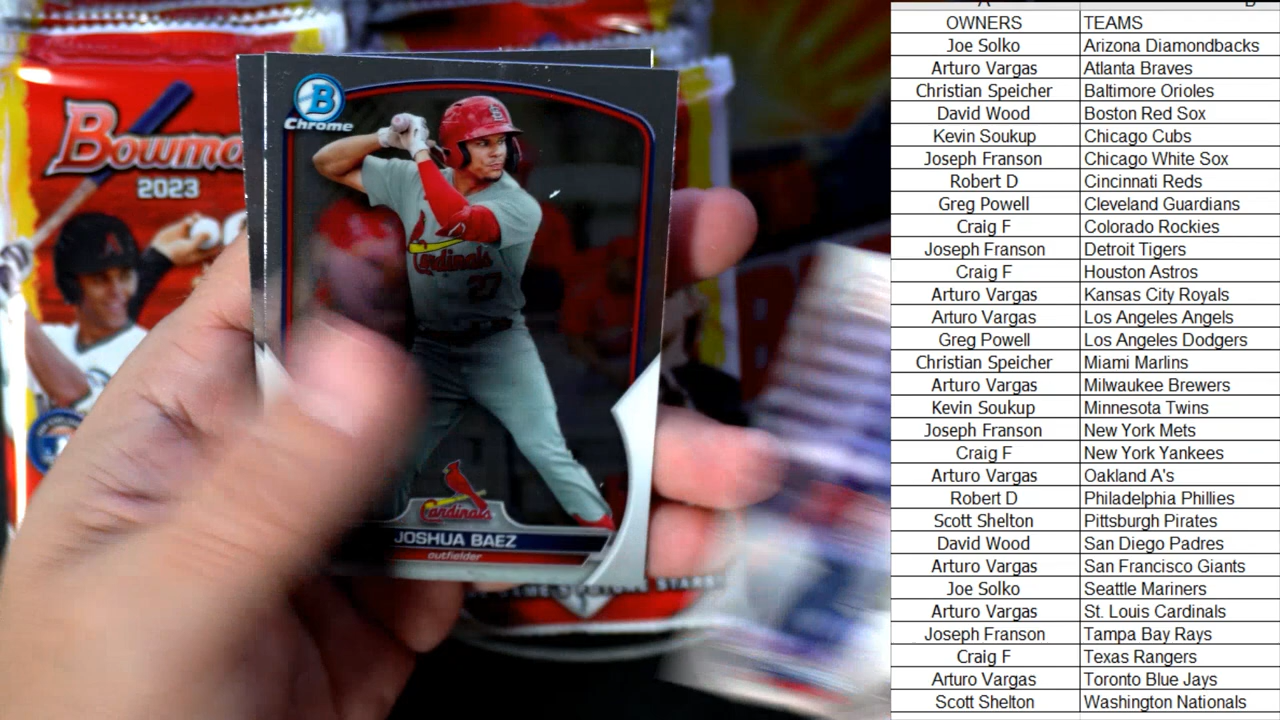 B
Chrome
Bowma
2023
Cardinals
27
Cardinals
JOSHUA BAEZ
outfielder
OWNERS TEAMS
Joe Solko Arizona Diamondbacks
Arturo Vargas Atlanta Braves
Christian Speicher Baltimore Orioles
David Wood Boston Red Sox
Kevin Soukup Chicago Cubs
Joseph Franson Chicago White Sox
Robert D Cincinnati Reds
Greg Powell Cleveland Guardians
Craig F Colorado Rockies
Joseph Franson Detroit Tigers
Craig F Houston Astros
Arturo Vargas Kansas City Royals
Arturo Vargas Los Angeles Angels
Greg Powell Los Angeles Dodgers
Christian Speicher Miami Marlins
Arturo Vargas Milwaukee Brewers
Kevin Soukup Minnesota Twins
Joseph Franson New York Mets
Craig F New York Yankees
Arturo Vargas Oakland A's
Robert D Philadelphia Phillies
Scott Shelton Pittsburgh Pirates
David Wood San Diego Padres
Arturo Vargas San Francisco Giants
Joe Solko Seattle Mariners
Arturo Vargas St. Louis Cardinals
Joseph Franson Tampa Bay Rays
Craig F Texas Rangers
Arturo Vargas Toronto Blue Jays
Scott Shelton Washington Nationals